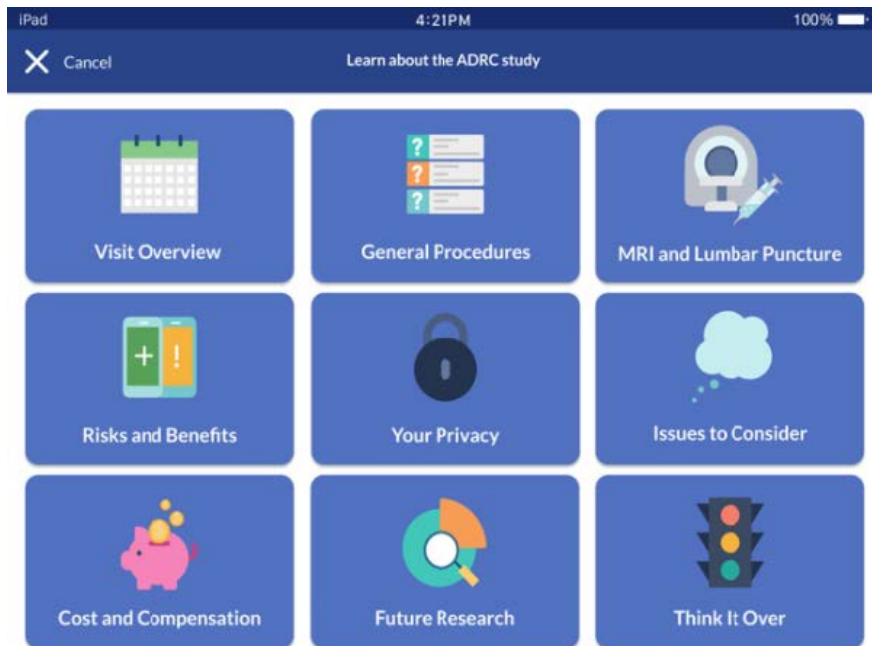 iPad 4:21PM 100%
Cancel Learn about the ADRC study
? 
?
?
Visit Overview General Procedures MRI and Lumbar Puncture
+ !
Risks and Benefits Your Privacy Issues to Consider
Cost and Compensation Future Research Think It Over